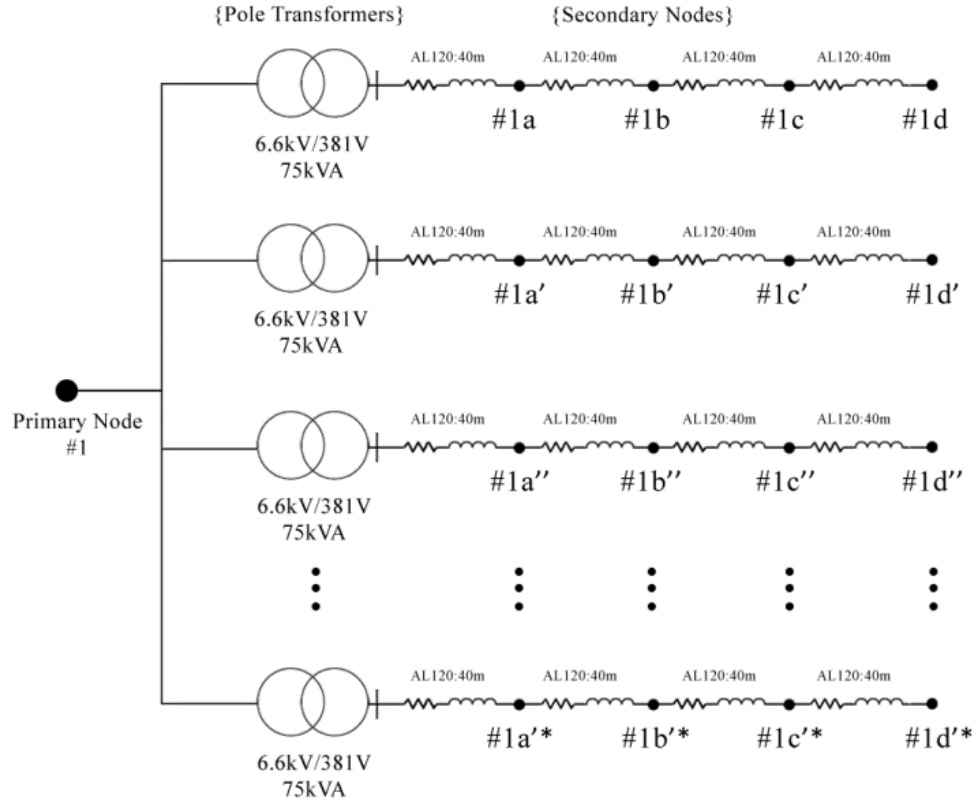 {Pole Transformers} {Secondary Nodes}
AL120:40m AL120:40m AL120:40m AL120:40m
#1a #1b #1c #1d
6.6kV/381V
75kVA
AL120:40m AL120:40m AL120:40m AL120:40m
#1a′ #1b′ #1c′ #1d′
6.6kV/381V
75kVA
Primary Node
#1
AL120:40m AL120:40m AL120:40m AL120:40m
#1a′′ #1b′′ #1c′′ #1d′′
6.6kV/381V
75kVA
AL120:40m AL120:40m AL120:40m AL120:40m
#1a′* #1b′* #1c′* #1d′*
6.6kV/381V
75kVA